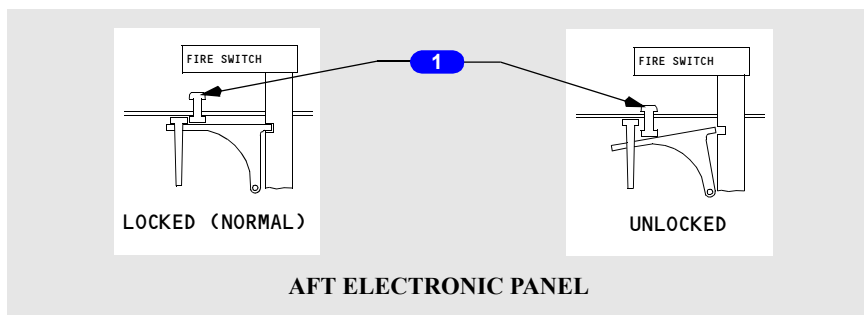 FIRE SWITCH
1
FIRE SWITCH
LOCKED (NORMAL)
UNLOCKED
AFT ELECTRONIC PANEL